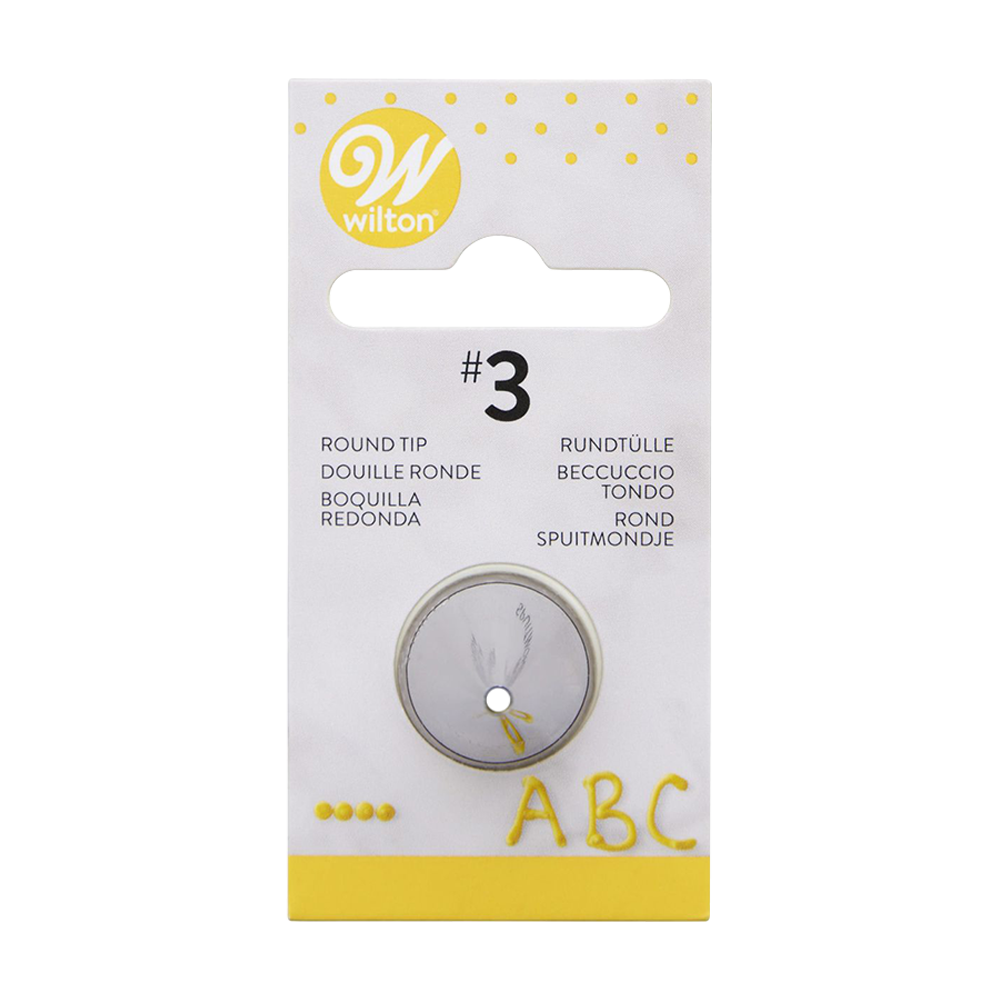 W
wilton®
#3
ROUND TIP
DOUILLE RONDE
BOQUILLA
REDONDA
RUNDTÜLLE
BECCUCCIO
TONDO
ROND
SPUITMONDJE
ABC